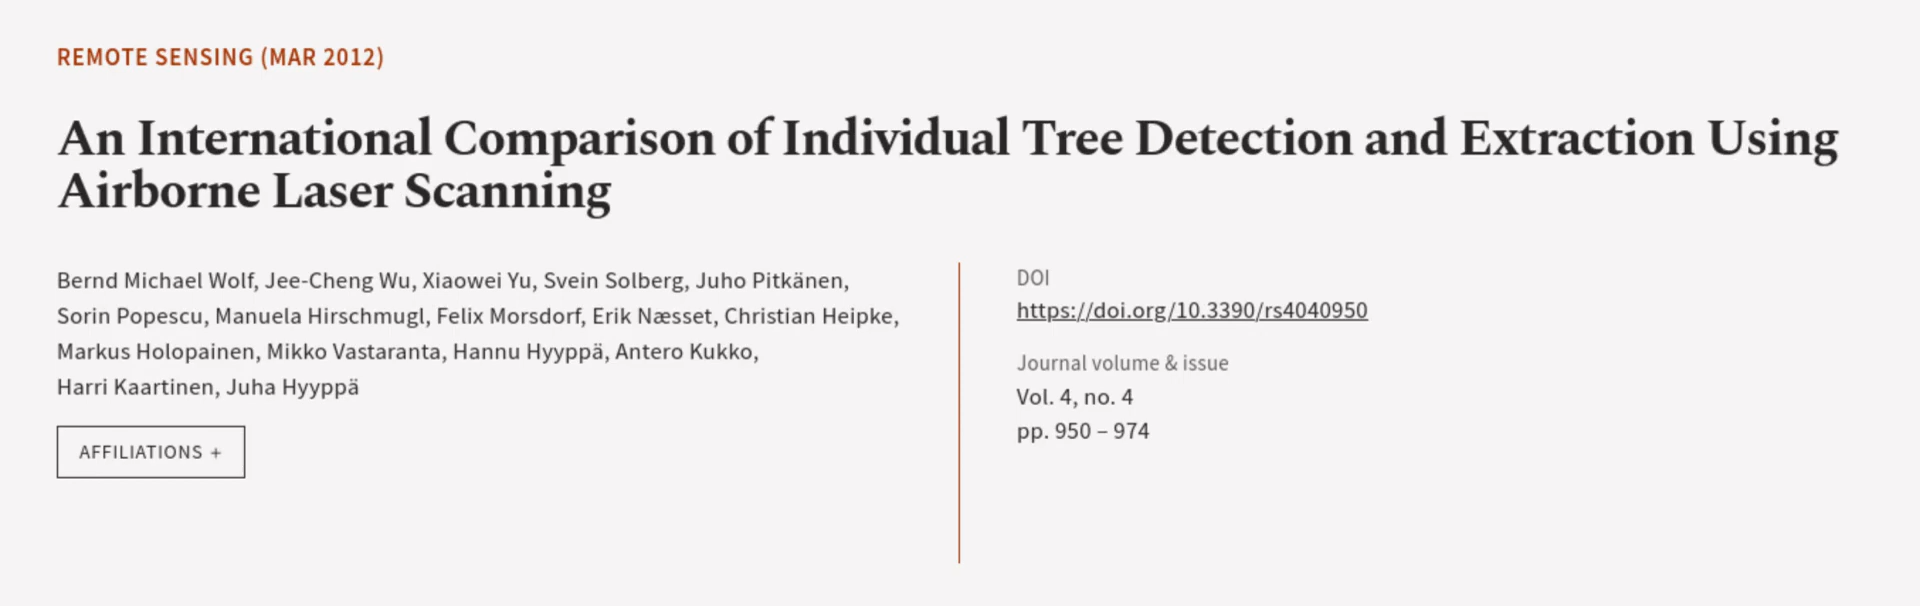 REMOTE SENSING (MAR 2012)
An International Comparison of Individual Tree Detection and Extraction Using
Airborne Laser Scanning
Bernd Michael Wolf, Jee-Cheng Wu, Xiaowei Yu, Svein Solberg, Juho Pitkänen,
Sorin Popescu, Manuela Hirschmugl, Felix Morsdorf, Erik Næsset, Christian Heipke,
Markus Holopainen, Mikko Vastaranta, Hannu Hyyppä, Antero Kukko,
Harri Kaartinen, Juha Hyyppä
AFFILIATIONS +
DOI
https://doi.org/10.3390/rs4040950
Journal volume & issue
Vol. 4, no. 4
pp. 950 – 974